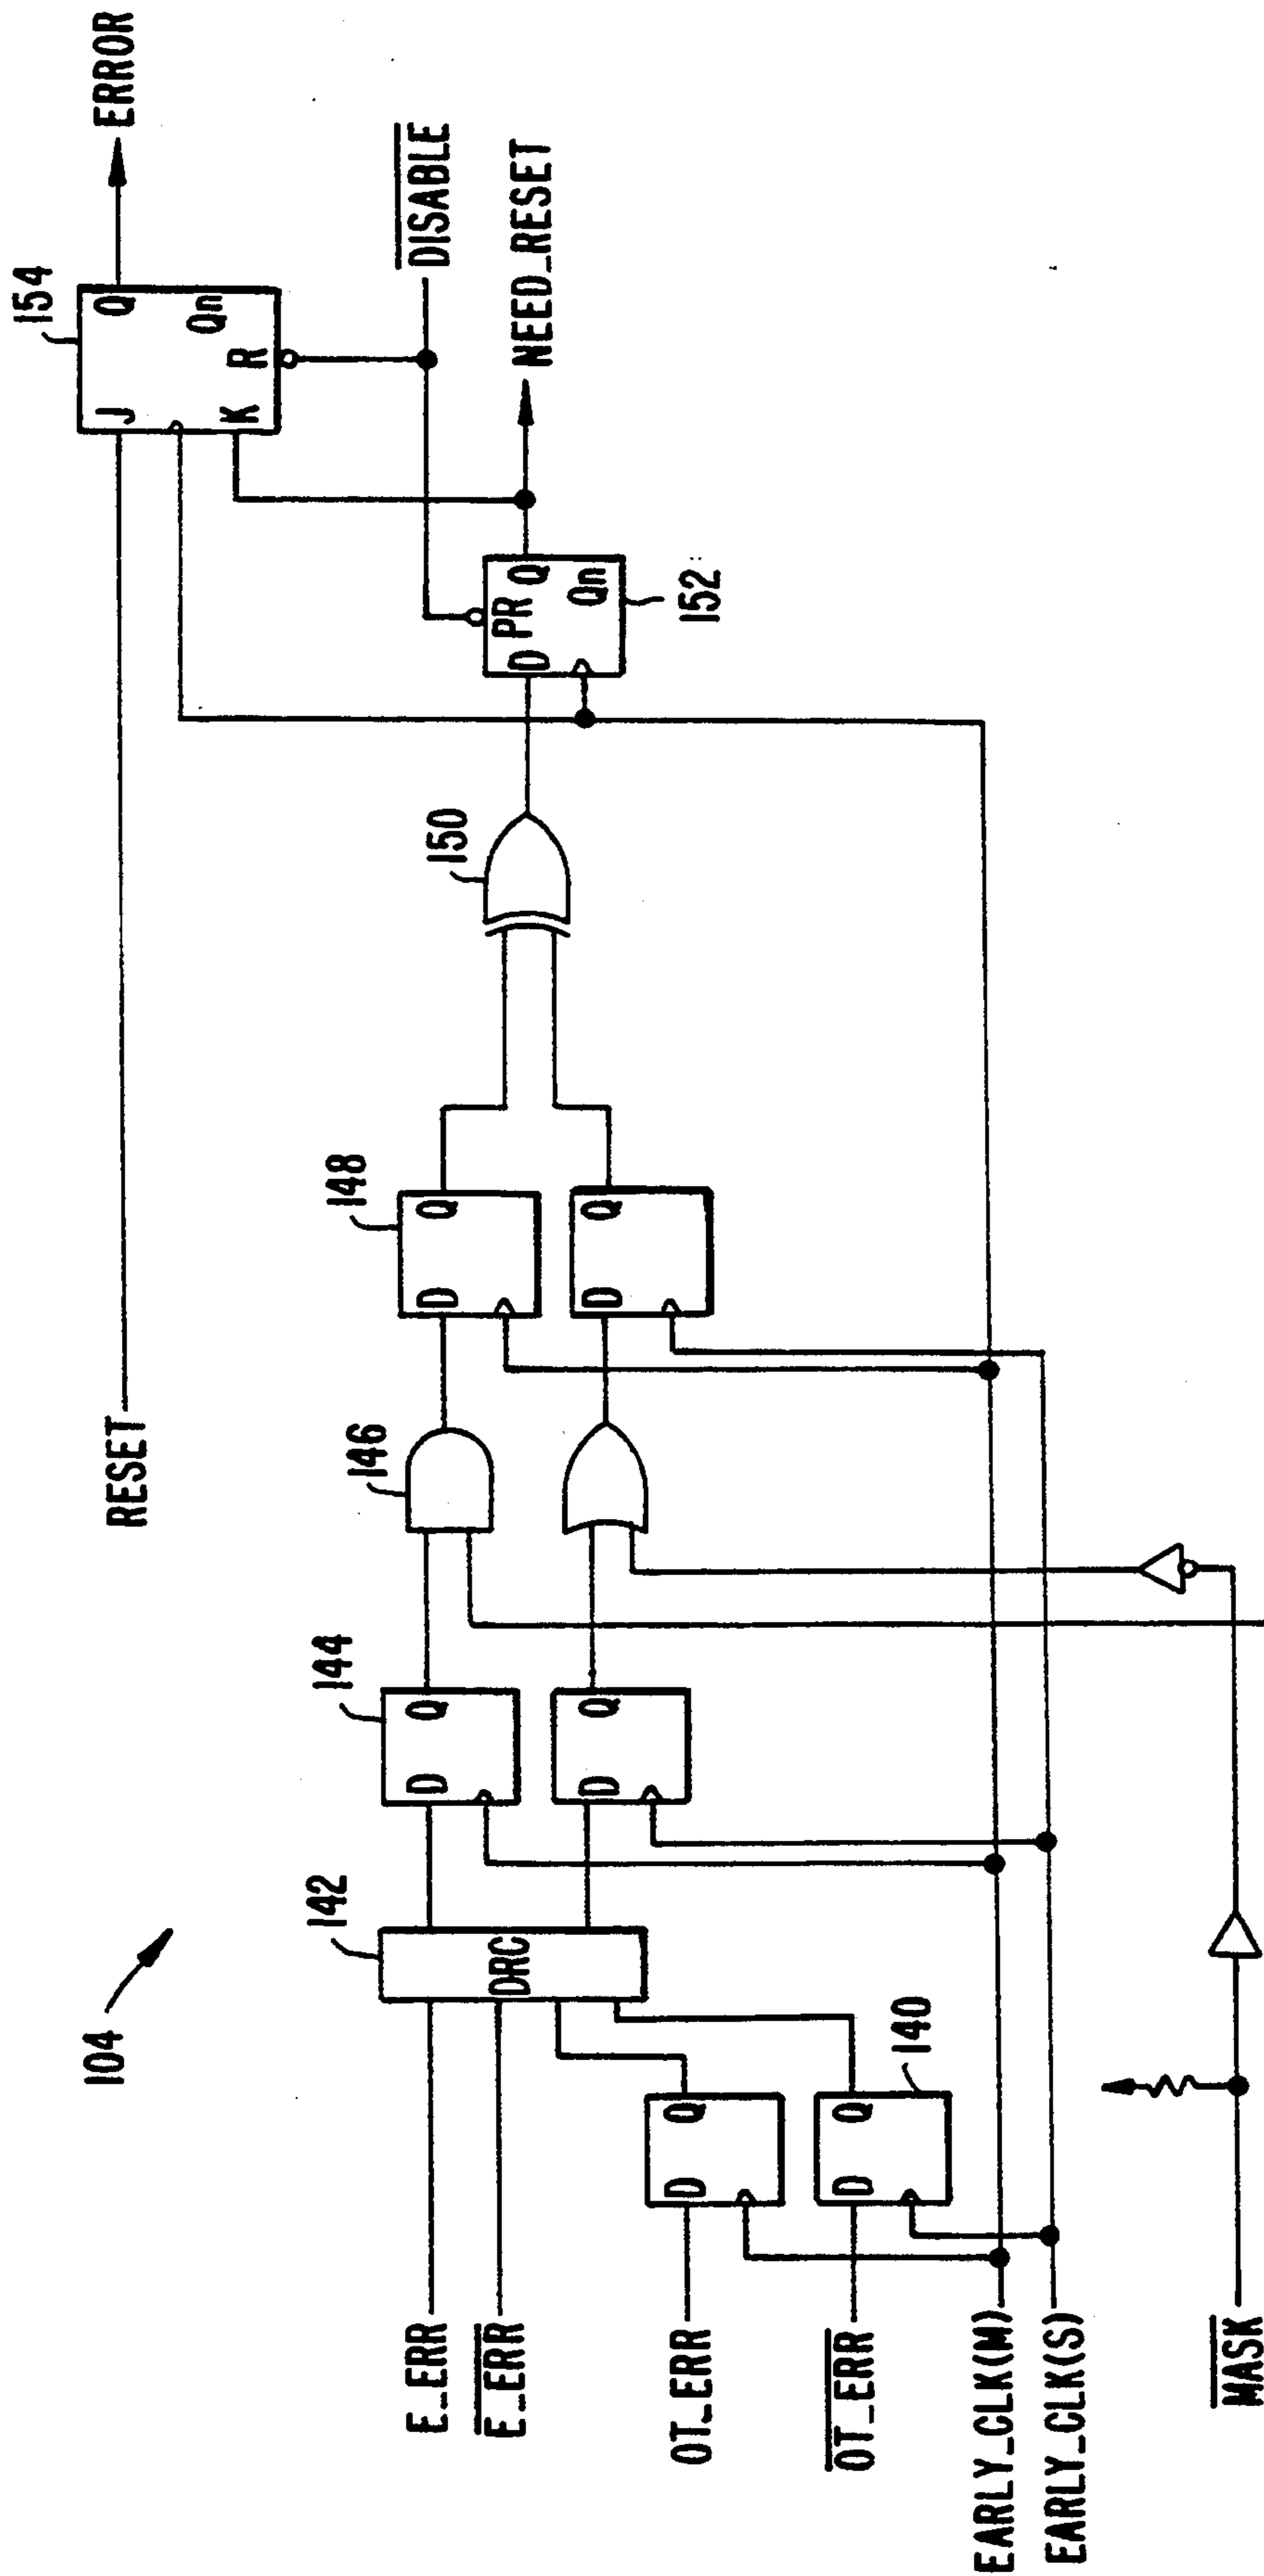 104
RESET
154
J
Q
ERROR
Qn
K
R
DISABLE
E_ERR
E_ERR
142
DRC
144
D
Q
D
Q
146
148
D
Q
D
Q
150
D
PR
Q
Qn
152
NEED_RESET
OT_ERR
D
Q
OT_ERR
D
Q
140
EARLY_CLK(M)
EARLY_CLK(S)
MASK